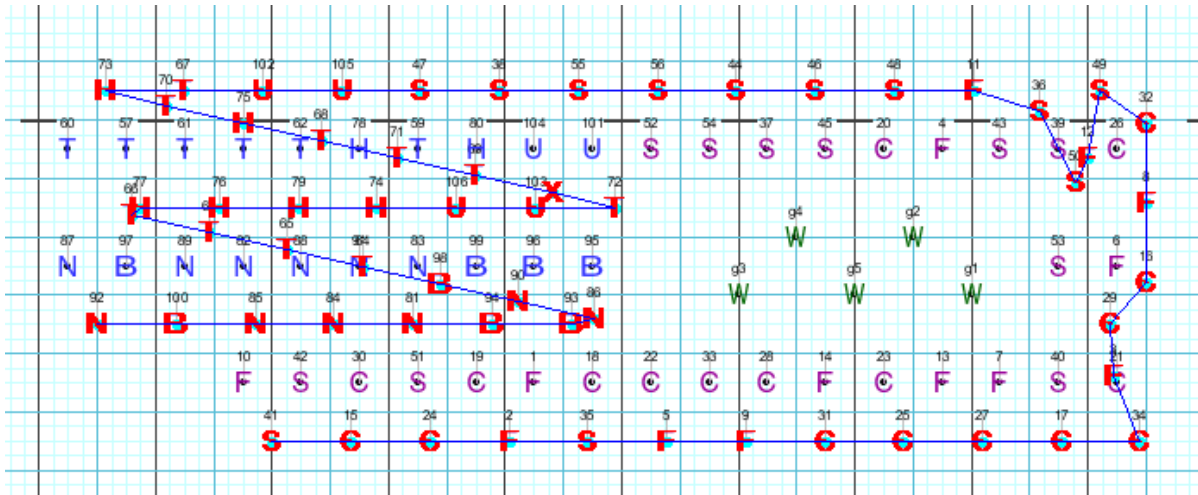 73 67 102 105 47 38 55 56 44 46 48 11 36 49 32
H T U U S S S S S S S F S S C
70 75 68 71 69
T H T T T
60 57 61 62 78 59 80 104 101 52 54 37 45 20 4 43 39 12 26
T T T T T H T H U U S S S S C F S S F C
50
S
66 77 76 79 74 106 103 72 8
T H H H H U U X T F
g4 g2
W W
65
T T
87 97 89 82 88 83 99 96 95 53 6 16
N B N N N N N B B B S F C
98 90
T B N
g3 g5 g1
W W W
92 100 85 84 81 94 93 86 29
N B N N N B B N C
10 42 30 51 19 1 18 22 33 28 14 23 13 7 40 21
F S C S C F C C C C F C F F S F C
41 15 24 2 35 5 9 31 25 27 17 34
S C C F S F F C C C C C